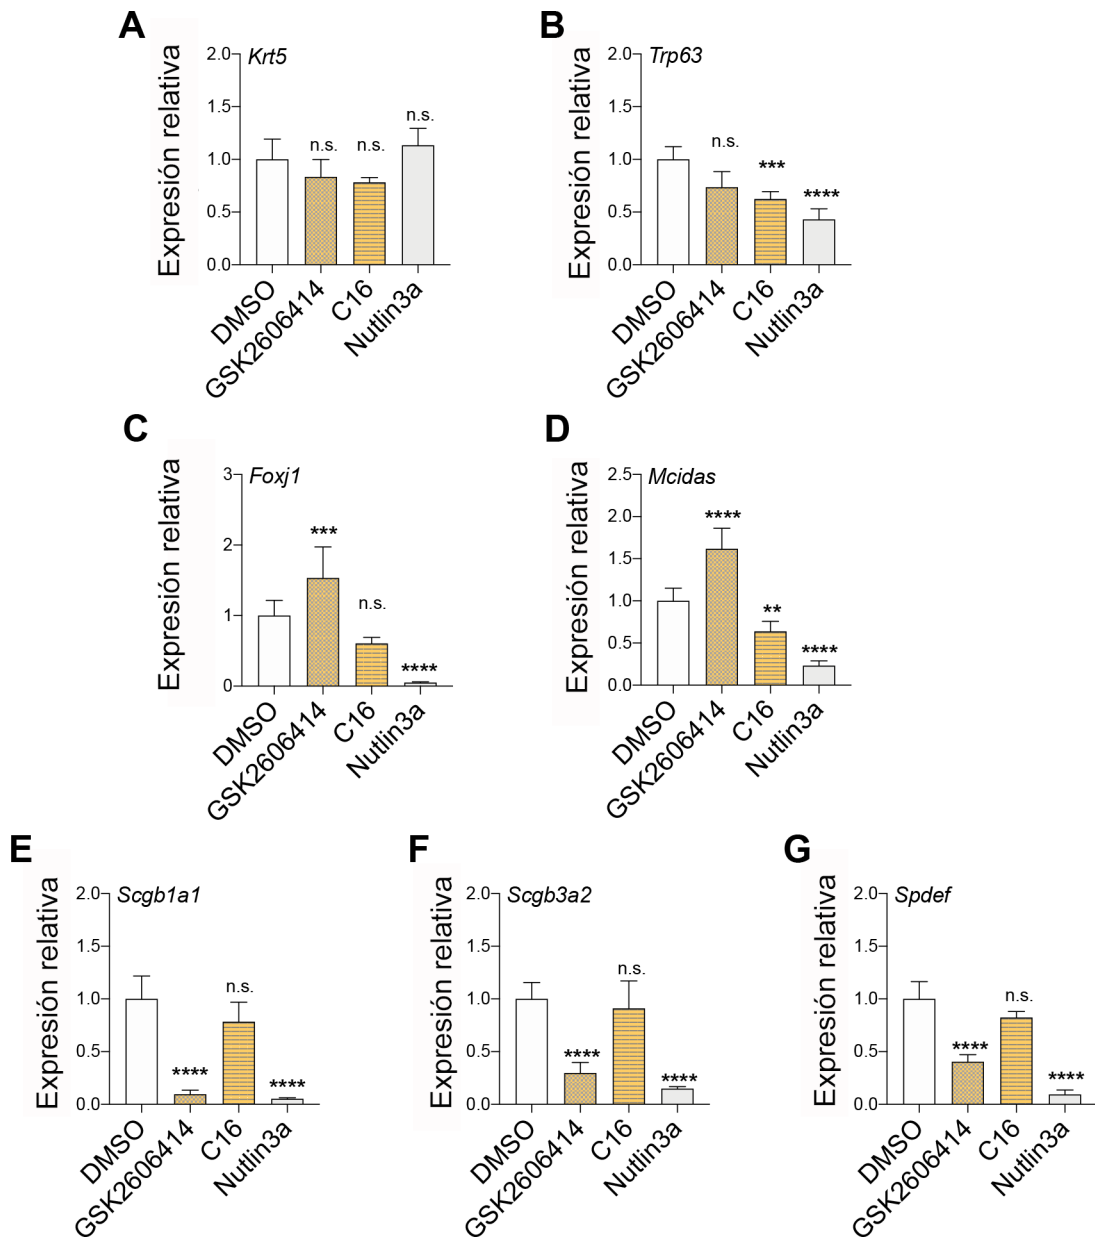 A
Expresión relativa
Krt5
2.0
1.5
1.0
0.5
0.0
n.s.
n.s.
n.s.
DMSO
GSK2606414
C16
Nutlin3a
B
Expresión relativa
Trp63
2.0
1.5
1.0
0.5
0.0
n.s.
***
****
DMSO
GSK2606414
C16
Nutlin3a
C
Expresión relativa
Foxj1
3
2
1
0
***
n.s.
****
DMSO
GSK2606414
C16
Nutlin3a
D
Expresión relativa
Mcidas
2.5
2.0
1.5
1.0
0.5
0.0
****
**
****
DMSO
GSK2606414
C16
Nutlin3a
E
Expresión relativa
Scgb1a1
2.0
1.5
1.0
0.5
0.0
****
n.s.
****
DMSO
GSK2606414
C16
Nutlin3a
F
Expresión relativa
Scgb3a2
2.0
1.5
1.0
0.5
0.0
****
n.s.
****
DMSO
GSK2606414
C16
Nutlin3a
G
Expresión relativa
Spdef
2.0
1.5
1.0
0.5
0.0
****
n.s.
****
DMSO
GSK2606414
C16
Nutlin3a